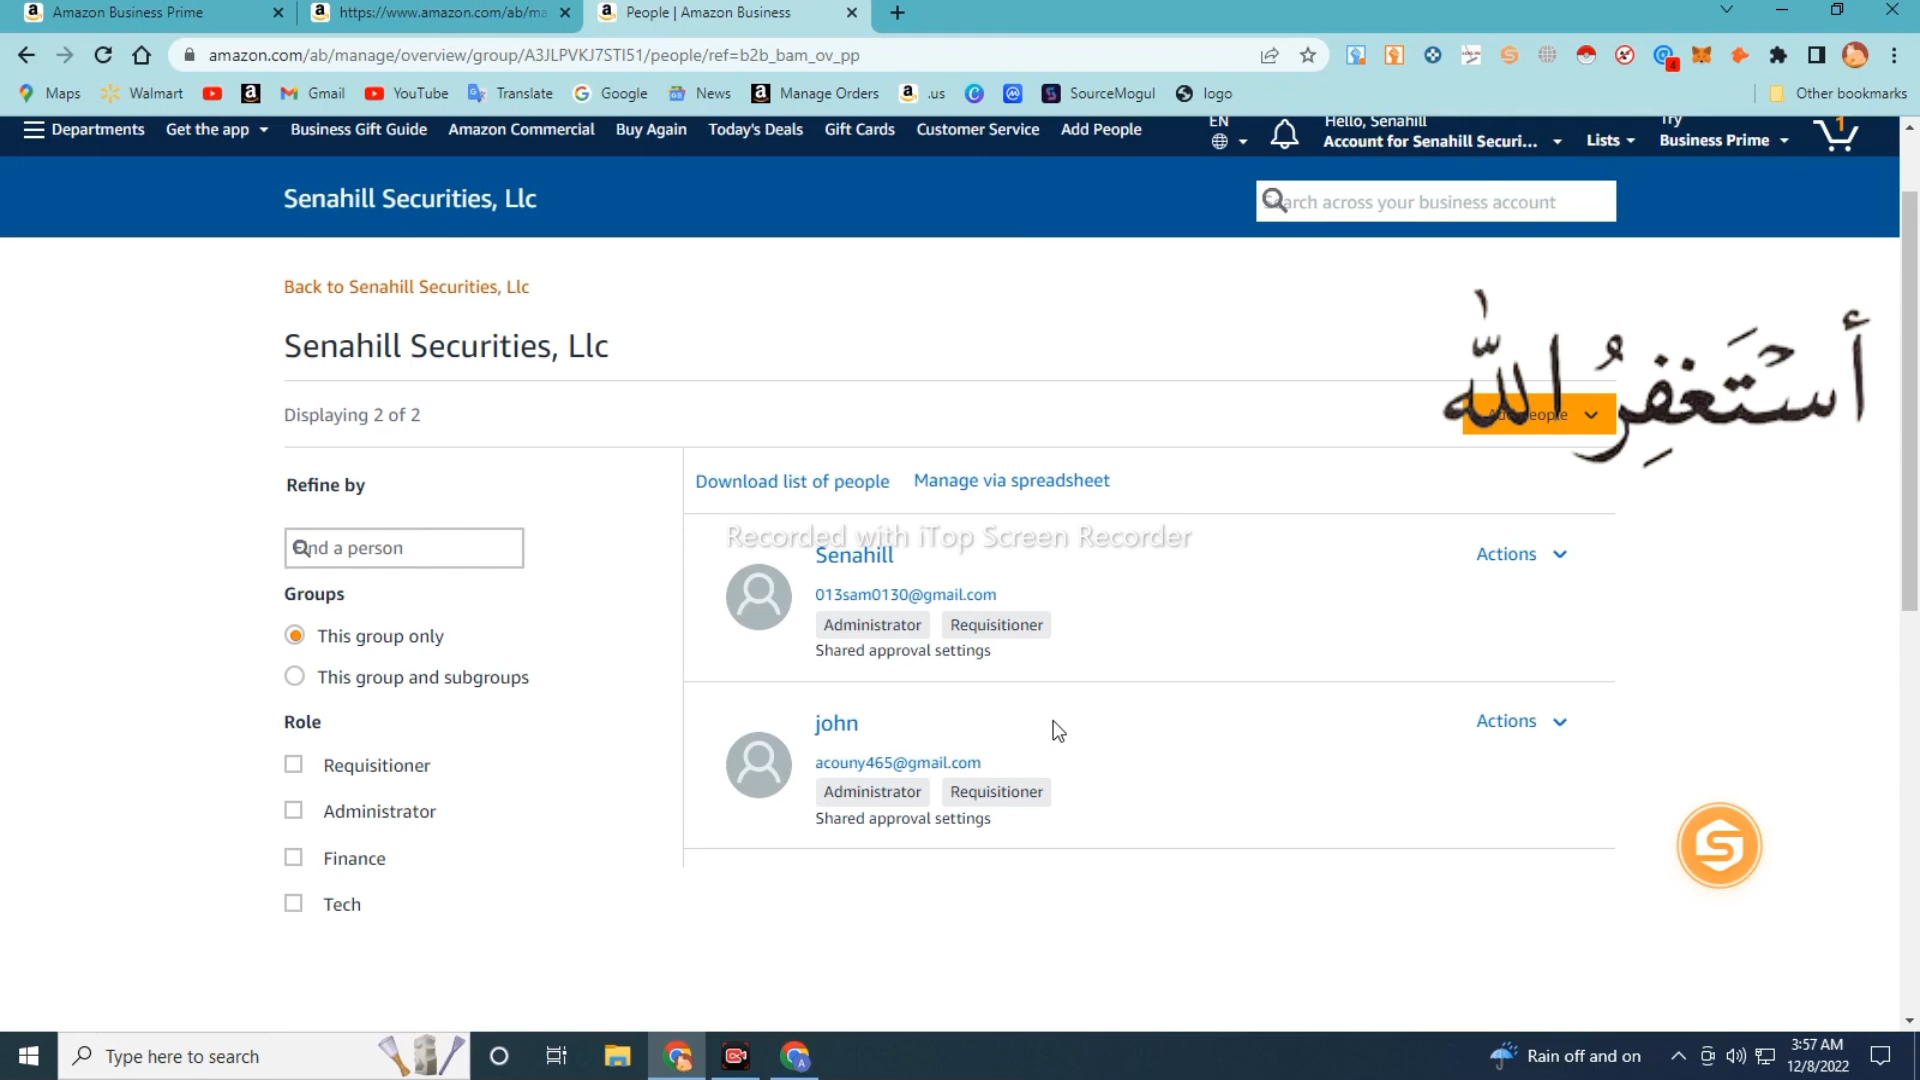 Amazon Business Prime
https://www.amazon.com/ab/ma
People | Amazon Business
amazon.com/ab/manage/overview/group/A3JLPVKJ7STI51/people/ref=b2b_bam_ov_pp
4
Maps
Walmart
Gmail
YouTube
Translate
Google
News
Manage Orders
.us
SourceMogul
logo
Other bookmarks
Departments
Get the app
Business Gift Guide
Amazon Commercial
Buy Again
Today's Deals
Gift Cards
Customer Service
Add People
EN
Hello, Senahill
Account for Senahill Securi...
Lists
Try
Business Prime
1
Senahill Securities, Llc
Search across your business account
Back to Senahill Securities, Llc
Senahill Securities, Llc
أَسْتَغْفِرُ اللّٰه
Displaying 2 of 2
Add people
Refine by
Download list of people
Manage via spreadsheet
Recorded with iTop Screen Recorder
Find a person
Senahill
Actions
013sam0130@gmail.com
Groups
Administrator
Requisitioner
This group only
Shared approval settings
This group and subgroups
Role
john
Actions
Requisitioner
acouny465@gmail.com
Administrator
Requisitioner
Administrator
Shared approval settings
Finance
Tech
Type here to search
Rain off and on
3:57 AM
12/8/2022